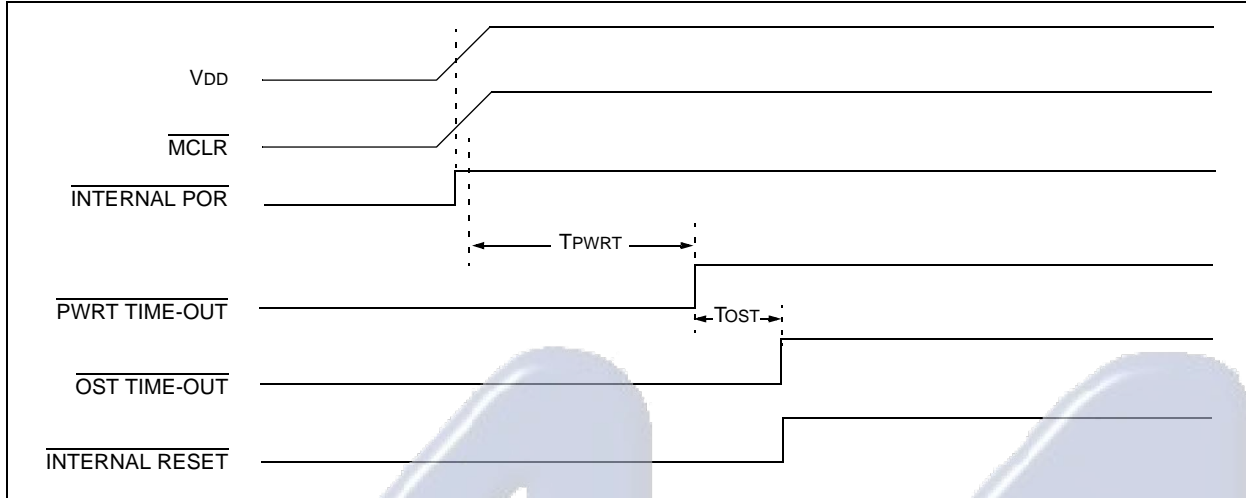 VDD
MCLR
INTERNAL POR
TPWRT
PWRT TIME-OUT
TOST
OST TIME-OUT
INTERNAL RESET